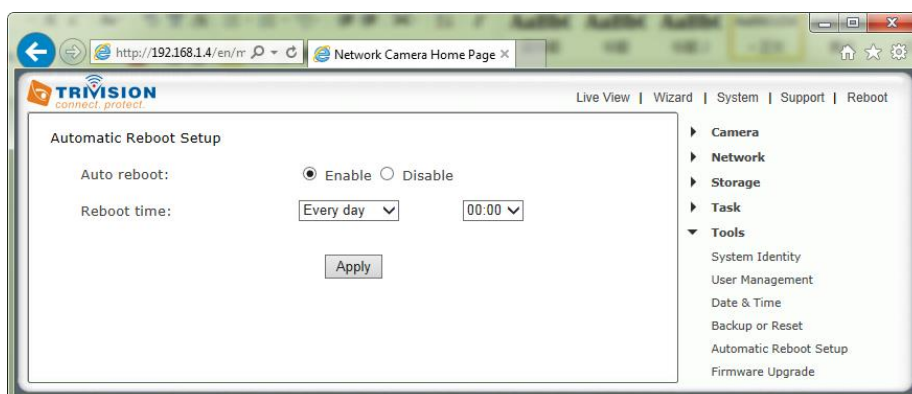 http://192.168.1.4/en/m
Network Camera Home Page
TRIVISION
connect. protect.
Live View | Wizard | System | Support | Reboot
Automatic Reboot Setup
Auto reboot: Enable Disable
Reboot time: Every day 00:00
Apply
Camera
Network
Storage
Task
Tools
System Identity
User Management
Date & Time
Backup or Reset
Automatic Reboot Setup
Firmware Upgrade